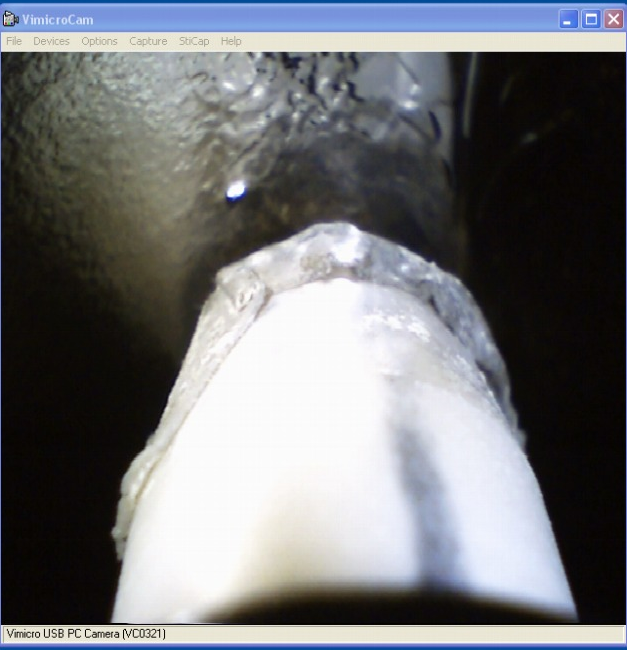 VimicroCam
File Devices Options Capture StiCap Help
Vimicro USB PC Camera (VC0321)